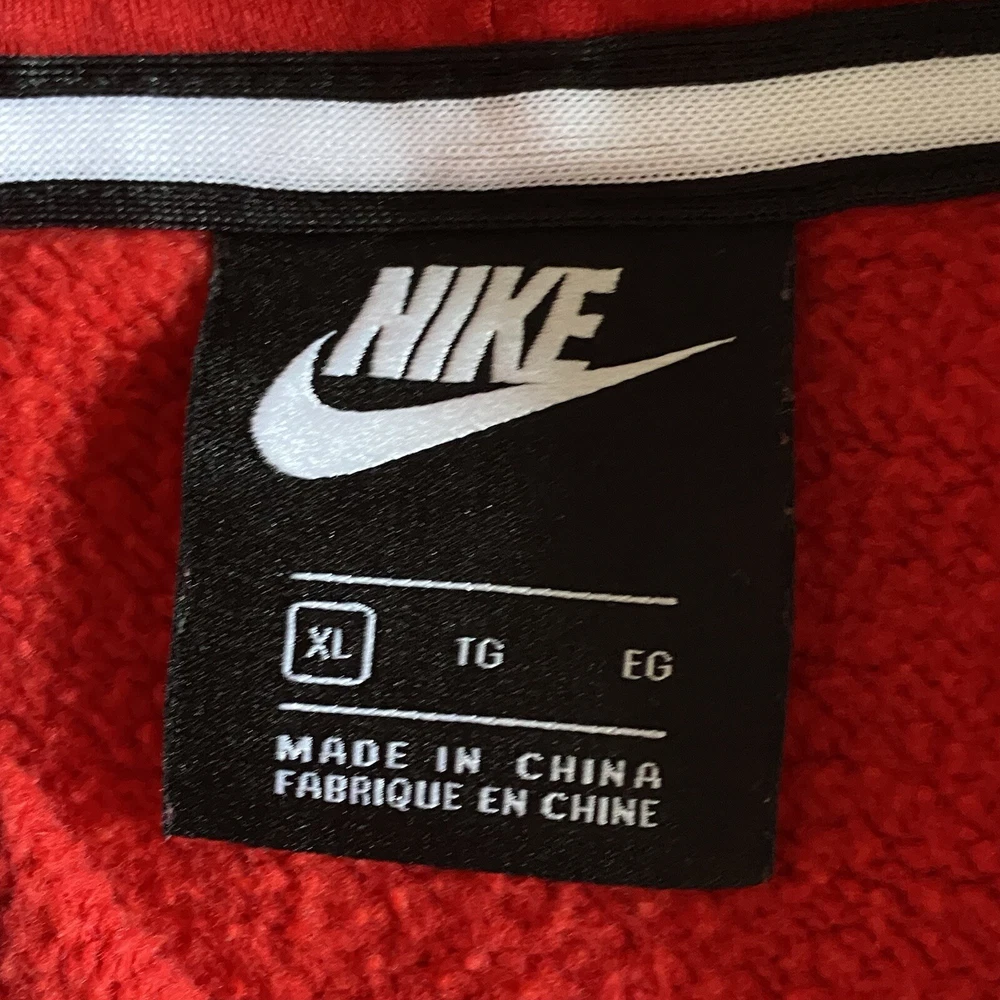 NIKE
XL TG EG
MADE IN CHINA
FABRIQUE EN CHINE